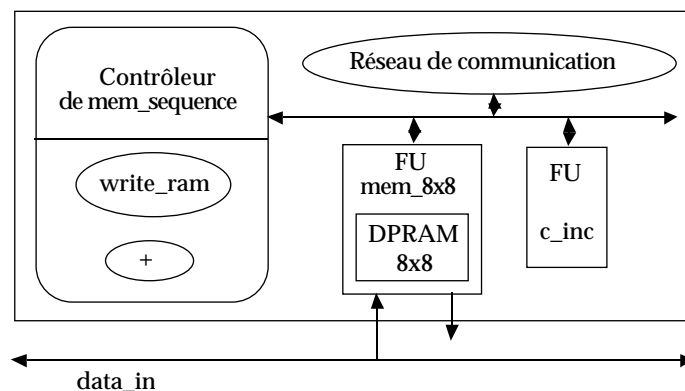 Contrôleur
de mem_sequence
Réseau de communication
write_ram
+
FU
mem_8x8
DPRAM
8x8
FU
c_inc
data_in